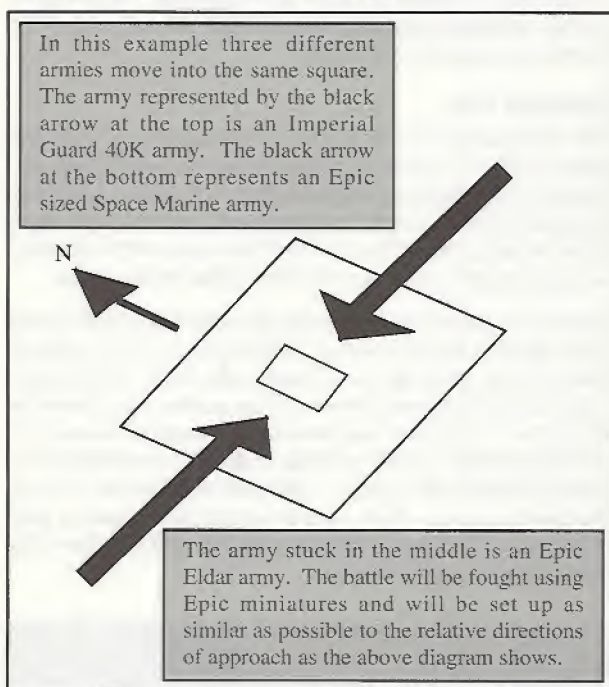 In this example three different
armies move into the same square.
The army represented by the black
arrow at the top is an Imperial
Guard 40K army. The black arrow
at the bottom represents an Epic
sized Space Marine army.
N
The army stuck in the middle is an Epic
Eldar army. The battle will be fought using
Epic miniatures and will be set up as
similar as possible to the relative directions
of approach as the above diagram shows.